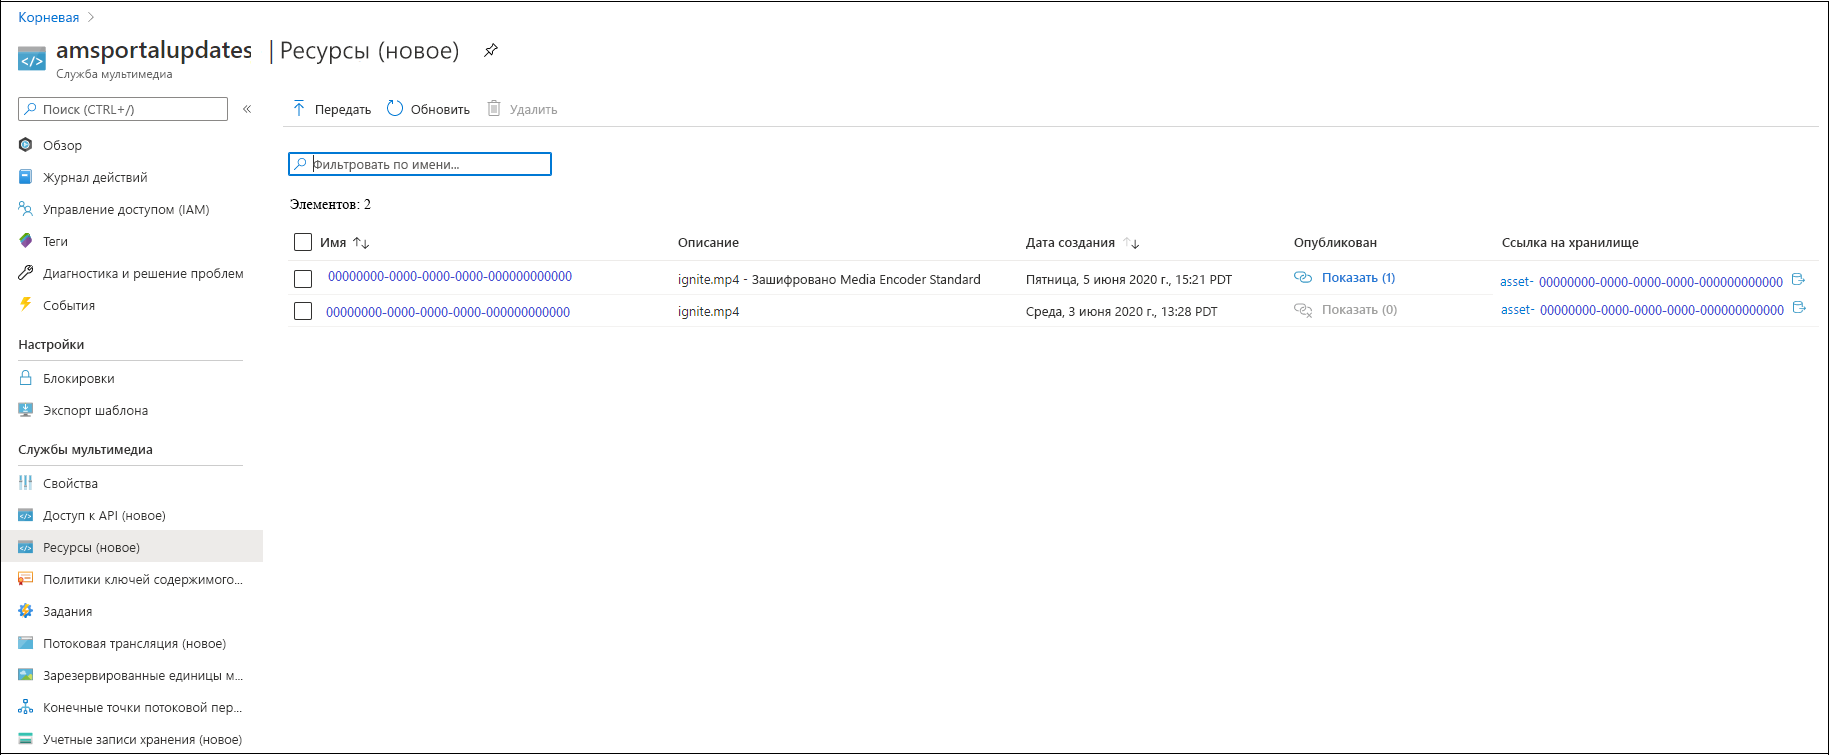 Корневая
amsportalupdates | Ресурсы (новое)
Служба мультимедиа
Поиск (CTRL+/)
«
Передать Обновить Удалить
Фильтровать по имени...
Элементов: 2
Имя Описание Дата создания Опубликован Ссылка на хранилище
00000000-0000-0000-0000-000000000000 ignite.mp4 - Зашифровано Media Encoder Standard Пятница, 5 июня 2020 г., 15:21 PDT Показать (1) asset- 00000000-0000-0000-0000-000000000000
00000000-0000-0000-0000-000000000000 ignite.mp4 Среда, 3 июня 2020 г., 13:28 PDT Показать (0) asset- 00000000-0000-0000-0000-000000000000
Обзор
Журнал действий
Управление доступом (IAM)
Теги
Диагностика и решение проблем
События
Настройки
Блокировки
Экспорт шаблона
Службы мультимедиа
Свойства
Доступ к API (новое)
Ресурсы (новое)
Политики ключей содержимого...
Задания
Потоковая трансляция (новое)
Зарезервированные единицы м...
Конечные точки потоковой пер...
Учетные записи хранения (новое)